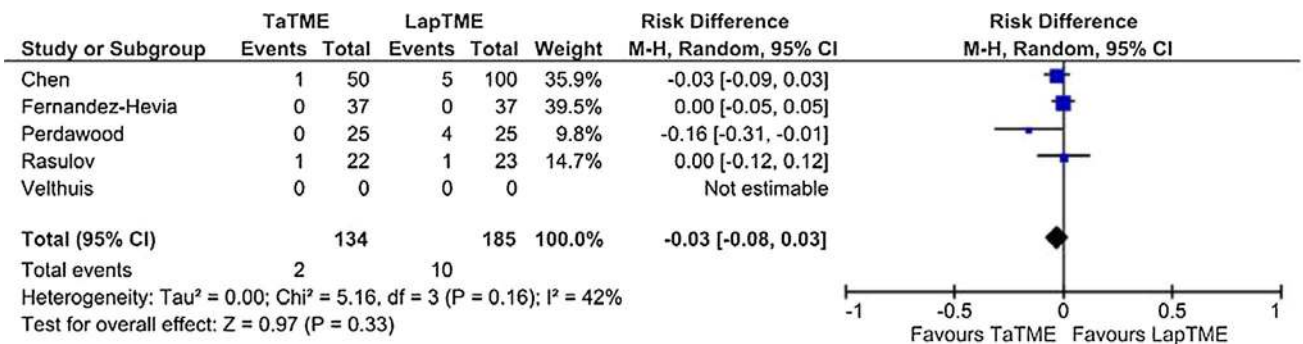 TaTME LapTME Risk Difference Risk Difference
Study or Subgroup Events Total Events Total Weight M-H, Random, 95% CI M-H, Random, 95% CI
Chen 1 50 5 100 35.9% -0.03 [-0.09, 0.03]
Fernandez-Hevia 0 37 0 37 39.5% 0.00 [-0.05, 0.05]
Perdawood 0 25 4 25 9.8% -0.16 [-0.31, -0.01]
Rasulov 1 22 1 23 14.7% 0.00 [-0.12, 0.12]
Velthuis 0 0 0 0 Not estimable
Total (95% CI) 134 185 100.0% -0.03 [-0.08, 0.03]
Total events 2 10
Heterogeneity: Tau² = 0.00; Chi² = 5.16, df = 3 (P = 0.16); I² = 42%
Test for overall effect: Z = 0.97 (P = 0.33)
-1 -0.5 0 0.5 1
Favours TaTME Favours LapTME